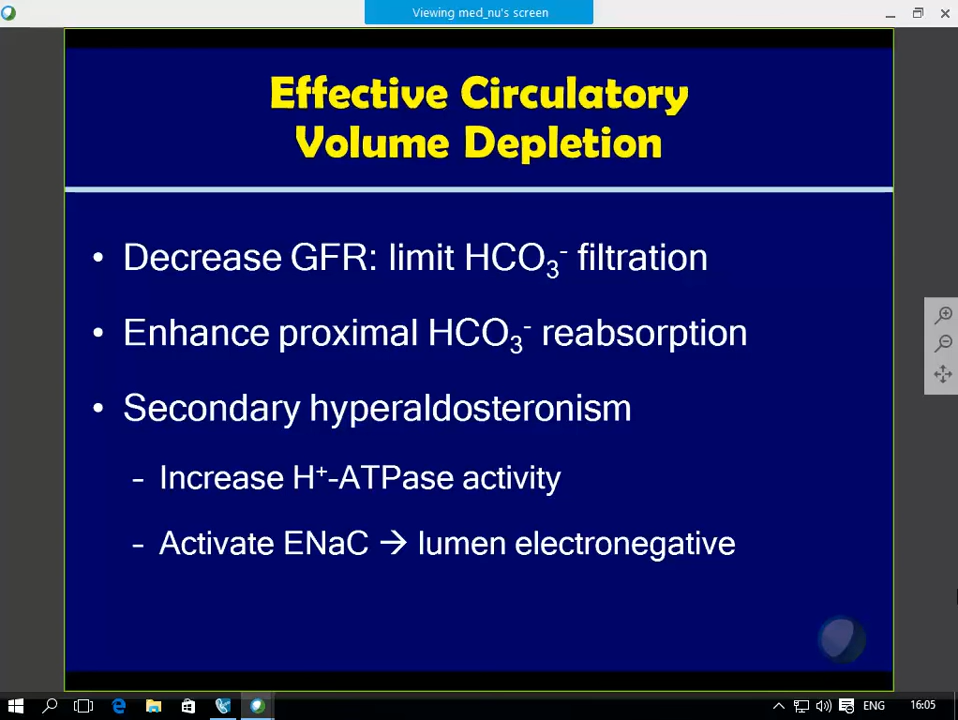 Viewing med_nu's screen
Effective Circulatory
Volume Depletion
• Decrease GFR: limit HCO₃⁻ filtration
• Enhance proximal HCO₃⁻ reabsorption
• Secondary hyperaldosteronism
- Increase H⁺-ATPase activity
- Activate ENaC → lumen electronegative
ENG
16:05